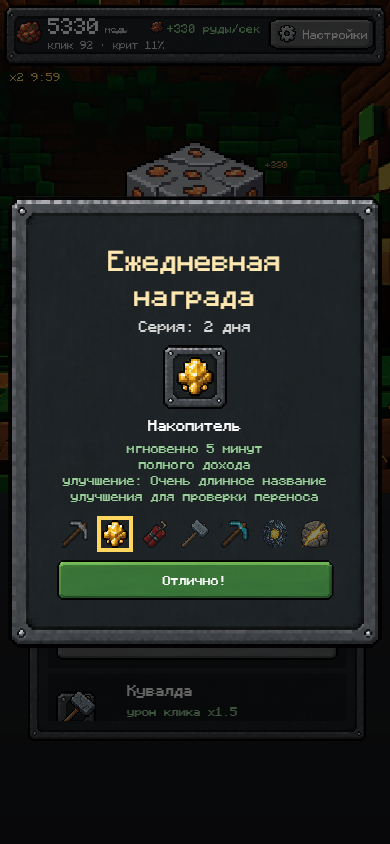 5330 медь +330 руды/сек Настройки
клик 92 · крит 11%
x2 9:59
+330
Ежедневная
награда
Серия: 2 дня
Накопитель
мгновенно 5 минут
полного дохода
улучшение: Очень длинное название
улучшения для проверки переноса
Отлично!
Кувалда
урон клика x1.5